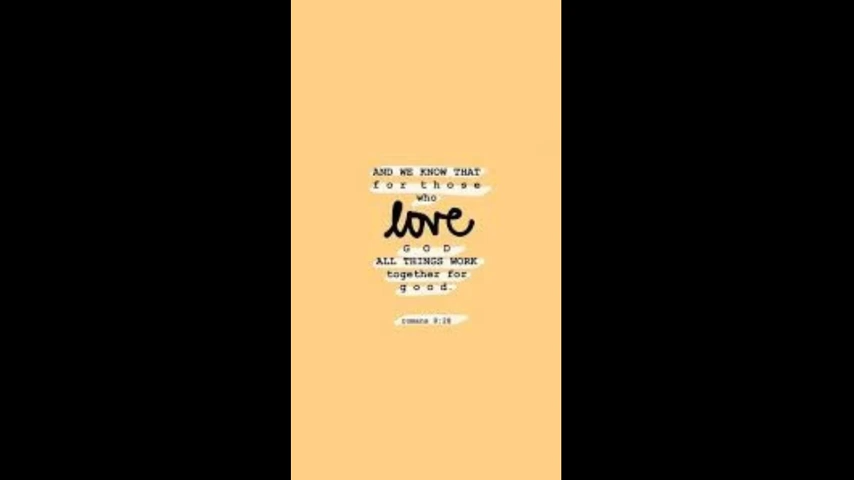 AND WE KNOW THAT
for those
who
love
GOD
ALL THINGS WORK
together for
good.
romans 8:28